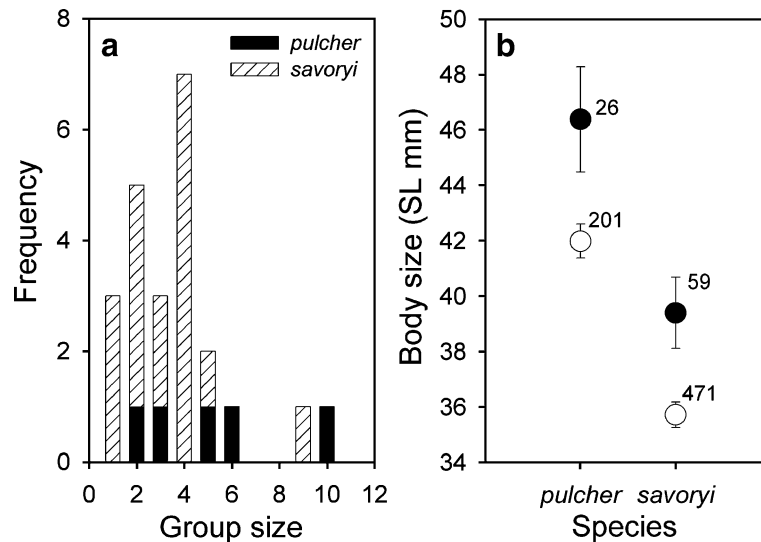 a
pulcher
savoryi
8
6
4
2
0
0 2 4 6 8 10 12
Frequency
Group size
b
50
48
46
44
42
40
38
36
34
26
201
59
471
Body size (SL mm)
pulcher savoryi
Species